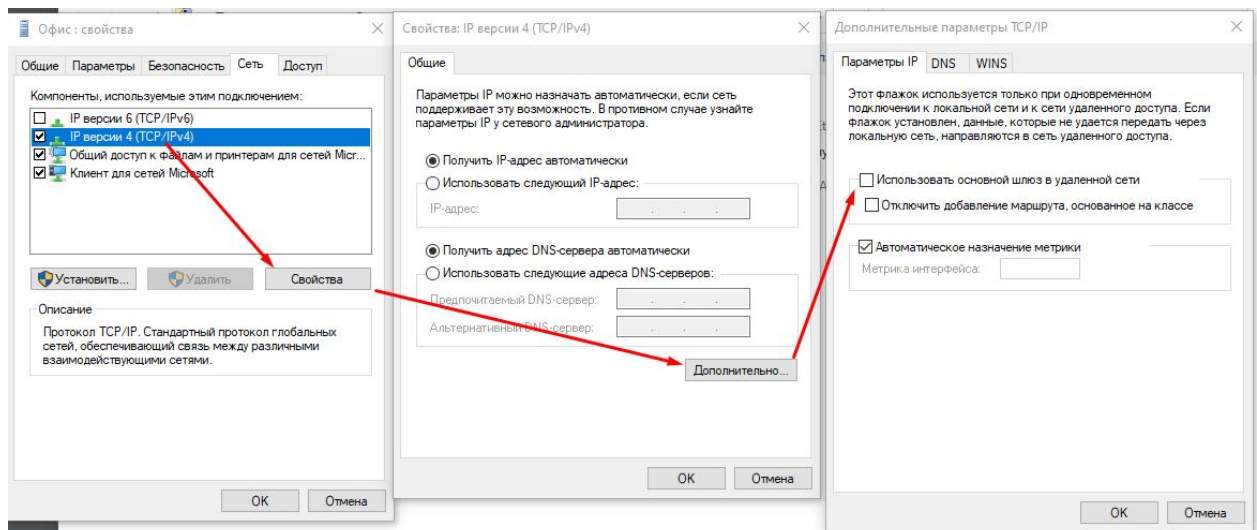 Офис : свойства
Общие Параметры Безопасность Сеть Доступ
Компоненты, используемые этим подключением:
IP версии 6 (TCP/IPv6)
IP версии 4 (TCP/IPv4)
Общий доступ к файлам и принтерам для сетей Micr...
Клиент для сетей Microsoft
Установить...
Удалить
Свойства
Описание
Протокол TCP/IP. Стандартный протокол глобальных
сетей, обеспечивающий связь между различными
взаимодействующими сетями.
OK
Отмена
Свойства: IP версии 4 (TCP/IPv4)
Общие
Параметры IP можно назначать автоматически, если сеть
поддерживает эту возможность. В противном случае узнайте
параметры IP у сетевого администратора.
Получить IP-адрес автоматически
Использовать следующий IP-адрес:
IP-адрес:
Получить адрес DNS-сервера автоматически
Использовать следующие адреса DNS-серверов:
Предпочитаемый DNS-сервер:
Альтернативный DNS-сервер:
Дополнительно...
OK
Отмена
Дополнительные параметры TCP/IP
Параметры IP DNS WINS
Этот флажок используется только при одновременном
подключении к локальной сети и к сети удаленного доступа. Если
флажок установлен, данные, которые не удается передать через
локальную сеть, направляются в сеть удаленного доступа.
Использовать основной шлюз в удаленной сети
Отключить добавление маршрута, основанное на классе
Автоматическое назначение метрики
Метрика интерфейса:
OK
Отмена